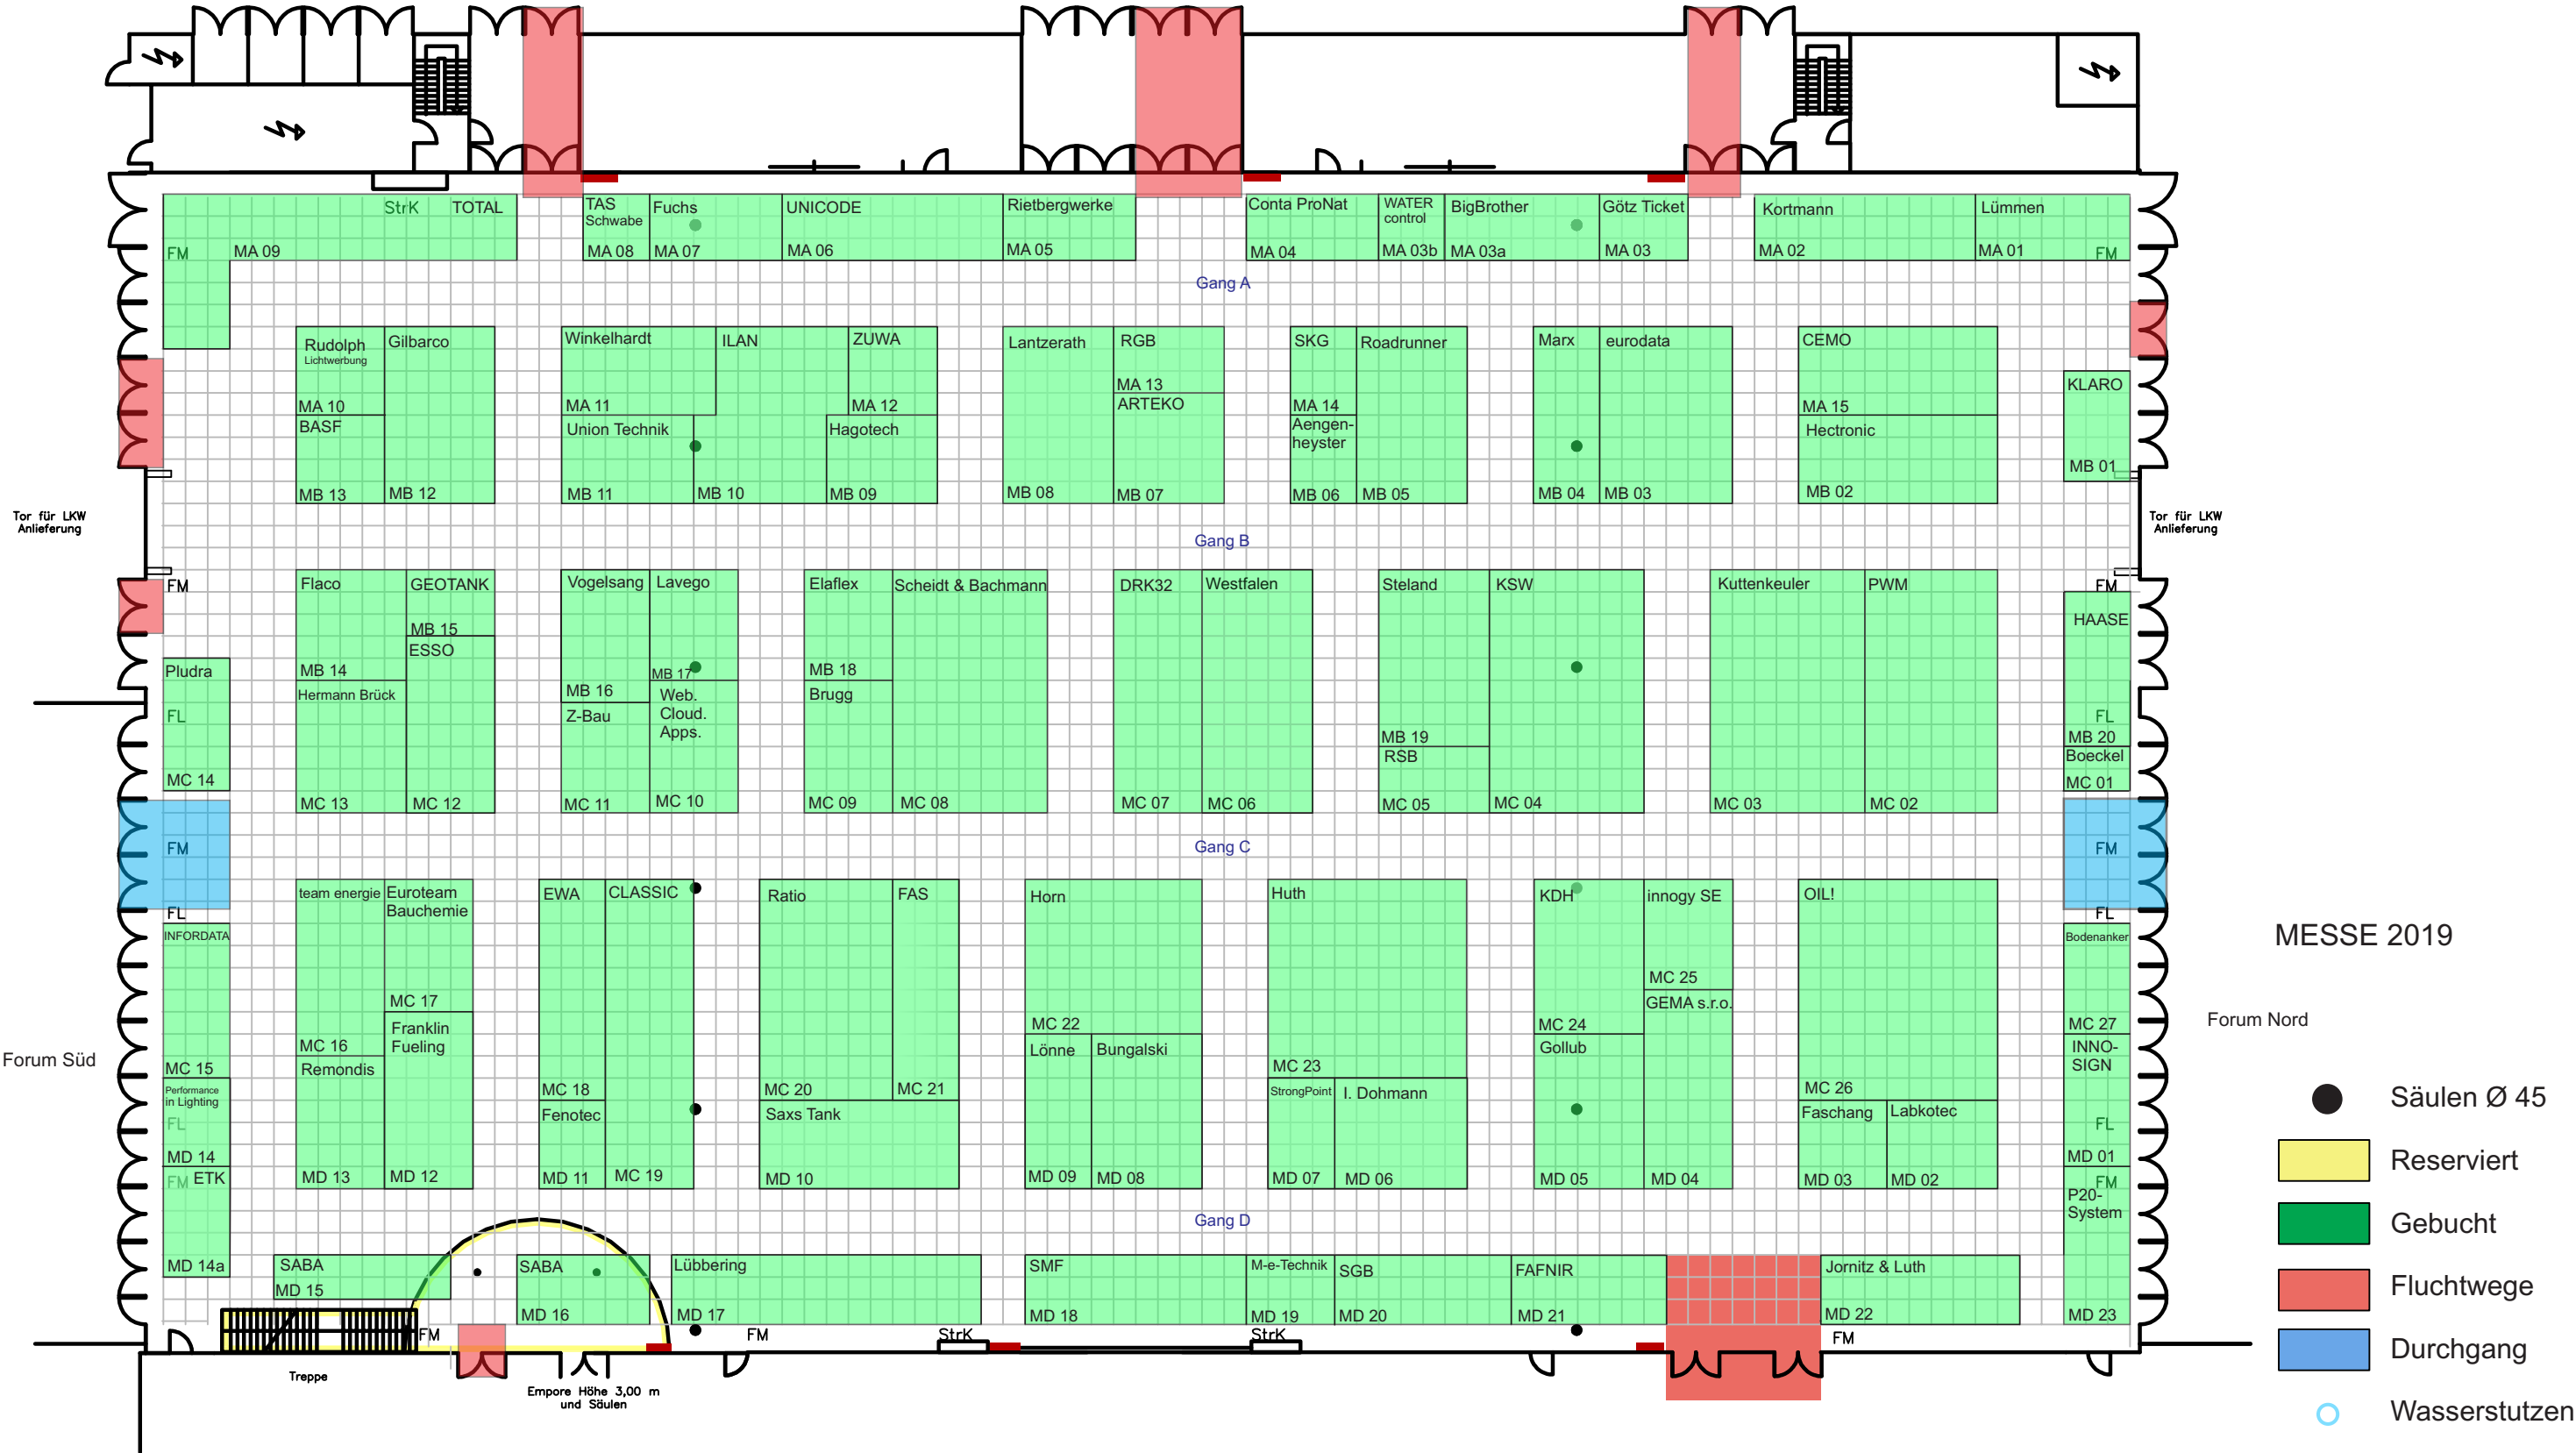 StrK
TOTAL
FM
MA 09
TAS
Schwabe
MA 08
Fuchs
MA 07
UNICODE
MA 06
Rietbergwerke
MA 05
Conta ProNat
MA 04
WATER
control
MA 03b
BigBrother
MA 03a
Götz Ticket
MA 03
Kortmann
MA 02
Lümmen
MA 01
FM
Gang A
Rudolph
Lichtwerbung
MA 10
BASF
MB 13
Gilbarco
MB 12
Winkelhardt
MA 11
Union Technik
MB 11
ILAN
MB 10
ZUWA
MA 12
Hagotech
MB 09
Lantzerath
MB 08
RGB
MA 13
ARTEKO
MB 07
SKG
MA 14
Aengen-
heyster
MB 06
Roadrunner
MB 05
Marx
MB 04
eurodata
MB 03
CEMO
MA 15
Hectronic
MB 02
KLARO
MB 01
Tor für LKW
Anlieferung
Tor für LKW
Anlieferung
Gang B
FM
Pludra
FL
MC 14
Flaco
MB 14
Hermann Brück
MC 13
GEOTANK
MB 15
ESSO
MC 12
Vogelsang
MB 16
Z-Bau
MC 11
Lavego
MB 17
Web.
Cloud.
Apps.
MC 10
Elaflex
MB 18
Brugg
MC 09
Scheidt & Bachmann
MC 08
DRK32
MC 07
Westfalen
MC 06
Steland
MB 19
RSB
MC 05
KSW
MC 04
Kuttenkeuler
MC 03
PWM
MC 02
FM
HAASE
FL
MB 20
Boeckel
MC 01
Gang C
FM
FM
FL
INFORDATA
MC 15
Performance
in Lighting
FL
MD 14
FM
ETK
MD 14a
team energie
MC 16
Remondis
MD 13
Euroteam
Bauchemie
MC 17
Franklin
Fueling
MD 12
EWA
MC 18
Fenotec
MD 11
CLASSIC
MC 19
Ratio
MC 20
FAS
MC 21
Saxs Tank
MD 10
Horn
MC 22
Lönne
MD 09
Bungalski
MD 08
Huth
MC 23
StrongPoint
MD 07
I. Dohmann
MD 06
KDH
MC 24
Gollub
MD 05
innogy SE
MC 25
GEMA s.r.o.
MD 04
OIL!
MC 26
Faschang
MD 03
Labkotec
MD 02
FL
Bodenanker
MC 27
INNO-
SIGN
FL
MD 01
FM
P20-
System
MD 23
Gang D
SABA
MD 15
SABA
MD 16
Lübbering
MD 17
SMF
MD 18
M-e-Technik
MD 19
SGB
MD 20
FAFNIR
MD 21
Jornitz & Luth
MD 22
FM
FM
StrK
StrK
FM
Treppe
Empore Höhe 3,00 m
und Säulen
Forum Süd
MESSE 2019
Forum Nord
Säulen Ø 45
Reserviert
Gebucht
Fluchtwege
Durchgang
Wasserstutzen